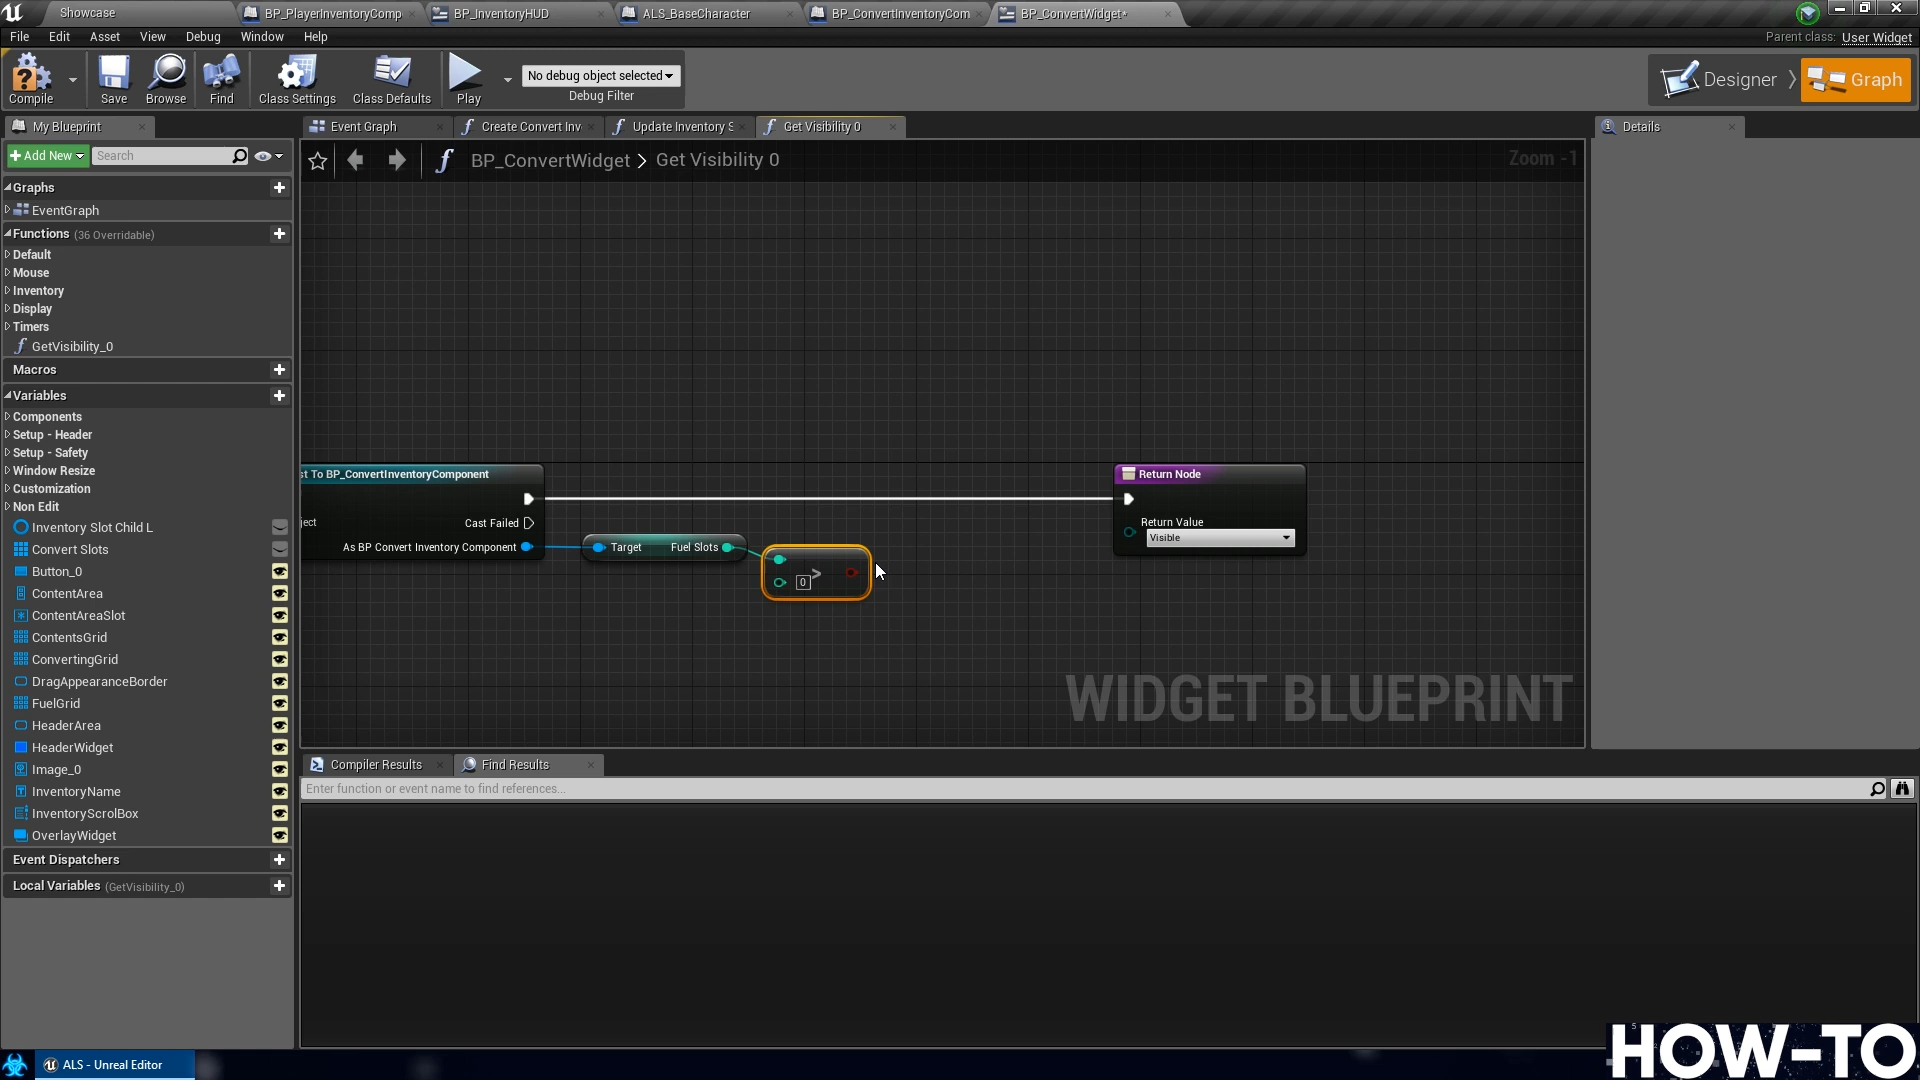 Showcase
BP_PlayerInventoryComp
BP_InventoryHUD
ALS_BaseCharacter
BP_ConvertInventoryCom
BP_ConvertWidget*
File Edit Asset View Debug Window Help
Parent class: User Widget
Compile
Save
Browse
Find
Class Settings
Class Defaults
Play
No debug object selected
Debug Filter
Designer
Graph
My Blueprint
Event Graph
Create Convert Inv
Update Inventory S
Get Visibility 0
Details
Add New
Search
BP_ConvertWidget > Get Visibility 0
Zoom -1
Graphs
EventGraph
Functions (36 Overridable)
Default
Mouse
Inventory
Display
Timers
GetVisibility_0
Macros
Variables
Components
Setup - Header
Setup - Safety
Window Resize
Customization
Non Edit
Inventory Slot Child L
Convert Slots
Button_0
ContentArea
ContentAreaSlot
ContentsGrid
ConvertingGrid
DragAppearanceBorder
FuelGrid
HeaderArea
HeaderWidget
Image_0
InventoryName
InventoryScrolBox
OverlayWidget
Event Dispatchers
Local Variables (GetVisibility_0)
st To BP_ConvertInventoryComponent
ject
Cast Failed
As BP Convert Inventory Component
Target Fuel Slots
0 >
Return Node
Return Value
Visible
WIDGET BLUEPRINT
Compiler Results
Find Results
Enter function or event name to find references...
ALS - Unreal Editor
HOW-TO